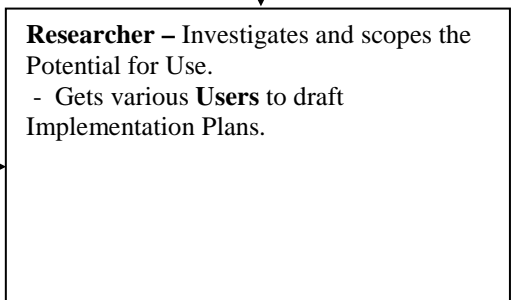 Researcher – Investigates and scopes the
Potential for Use.
- Gets various Users to draft
Implementation Plans.